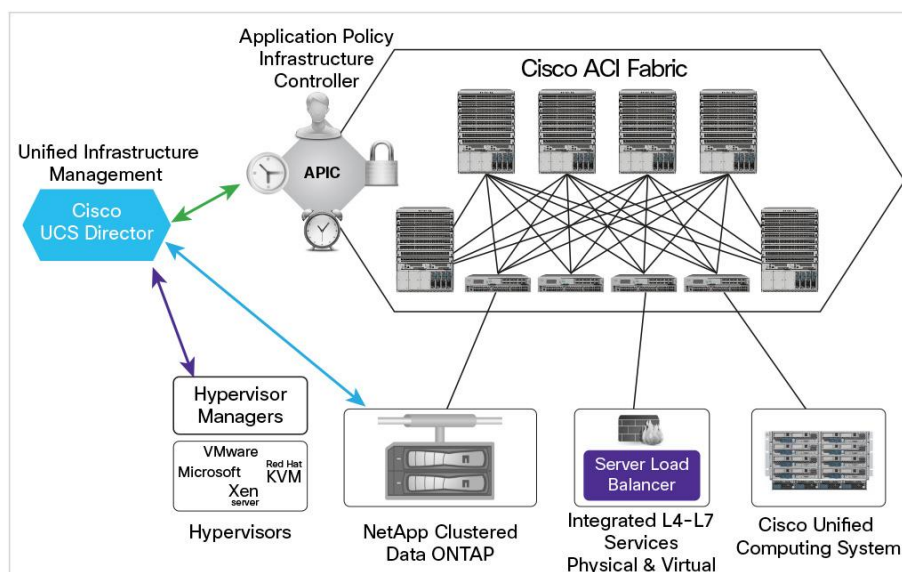 Application Policy
Infrastructure
Controller
Cisco ACI Fabric
APIC
Unified Infrastructure
Management
Cisco
UCS Director
Hypervisor
Managers
VMware
Microsoft
Red Hat
KVM
Xen
server
Hypervisors
NetApp Clustered
Data ONTAP
Server Load
Balancer
Integrated L4-L7
Services
Physical & Virtual
Cisco Unified
Computing System